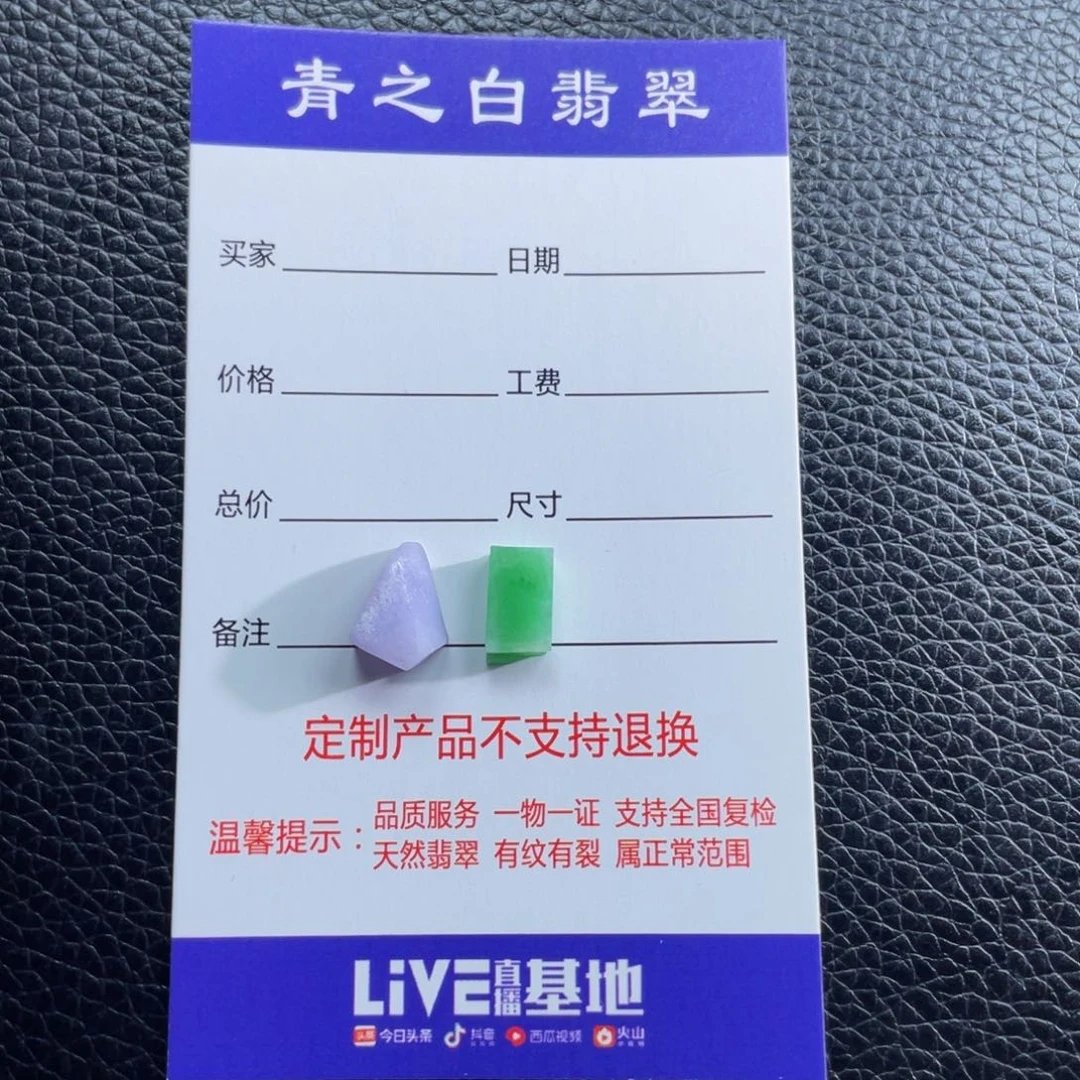 青之白翡翠
买家 日期
价格 工费
总价 尺寸
备注
定制产品不支持退换
温馨提示：
品质服务 一物一证 支持全国复检
天然翡翠 有纹有裂 属正常范围
LiVE直播基地
头条 今日头条 抖音 西瓜视频 火山